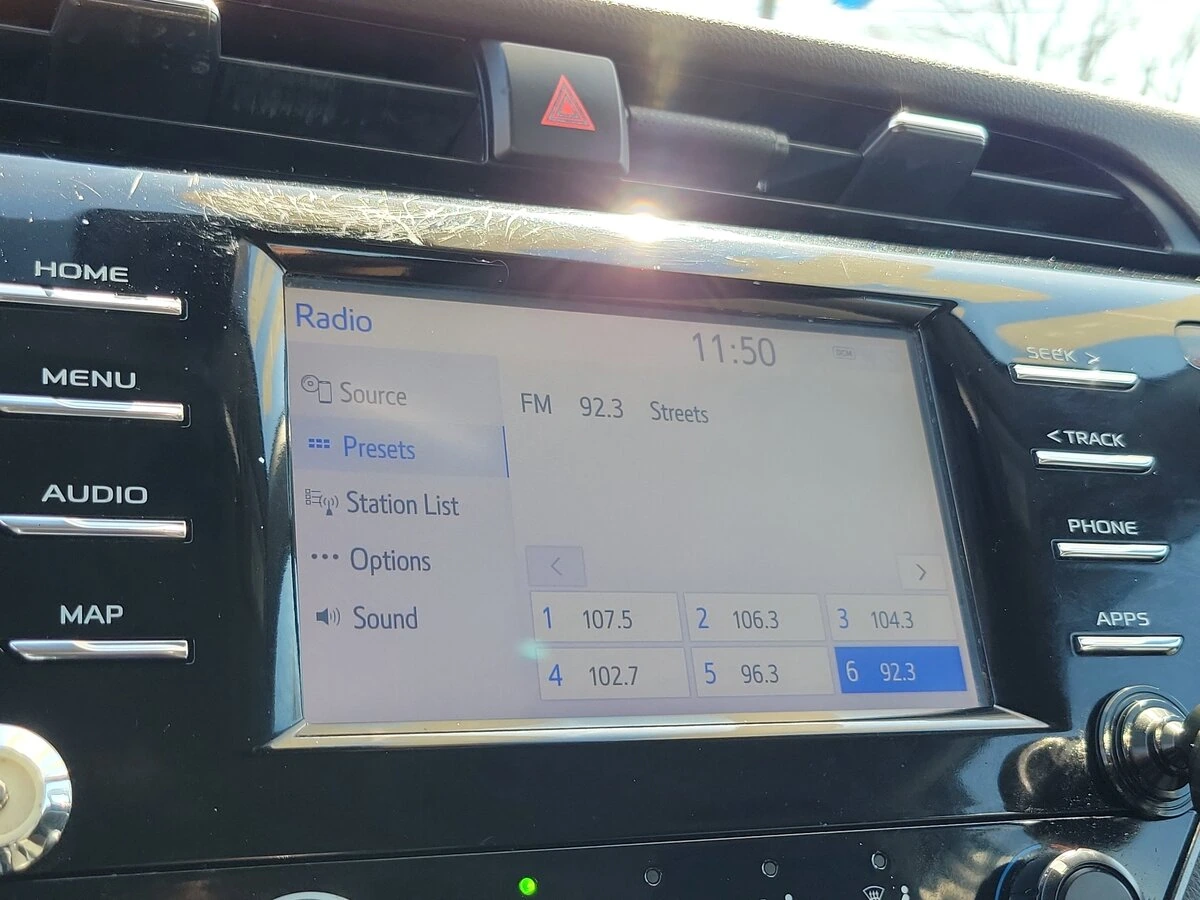 HOME
MENU
AUDIO
MAP
Radio
11:50
DCM
Source
Presets
Station List
Options
Sound
FM 92.3 Streets
<
>
1 107.5
2 106.3
3 104.3
4 102.7
5 96.3
6 92.3
SEEK >
< TRACK
PHONE
APPS